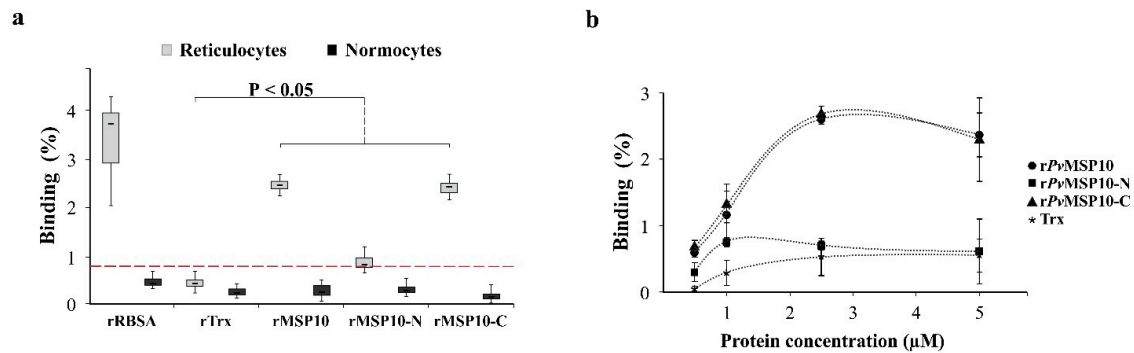 a
Reticulocytes Normocytes
P < 0.05
Binding (%)
4
3
2
1
0
rRBSA rTrx rMSP10 rMSP10-N rMSP10-C
b
Binding (%)
3
2
1
0
1 2 3 4 5
Protein concentration (µM)
rPvMSP10
rPvMSP10-N
rPvMSP10-C
Trx